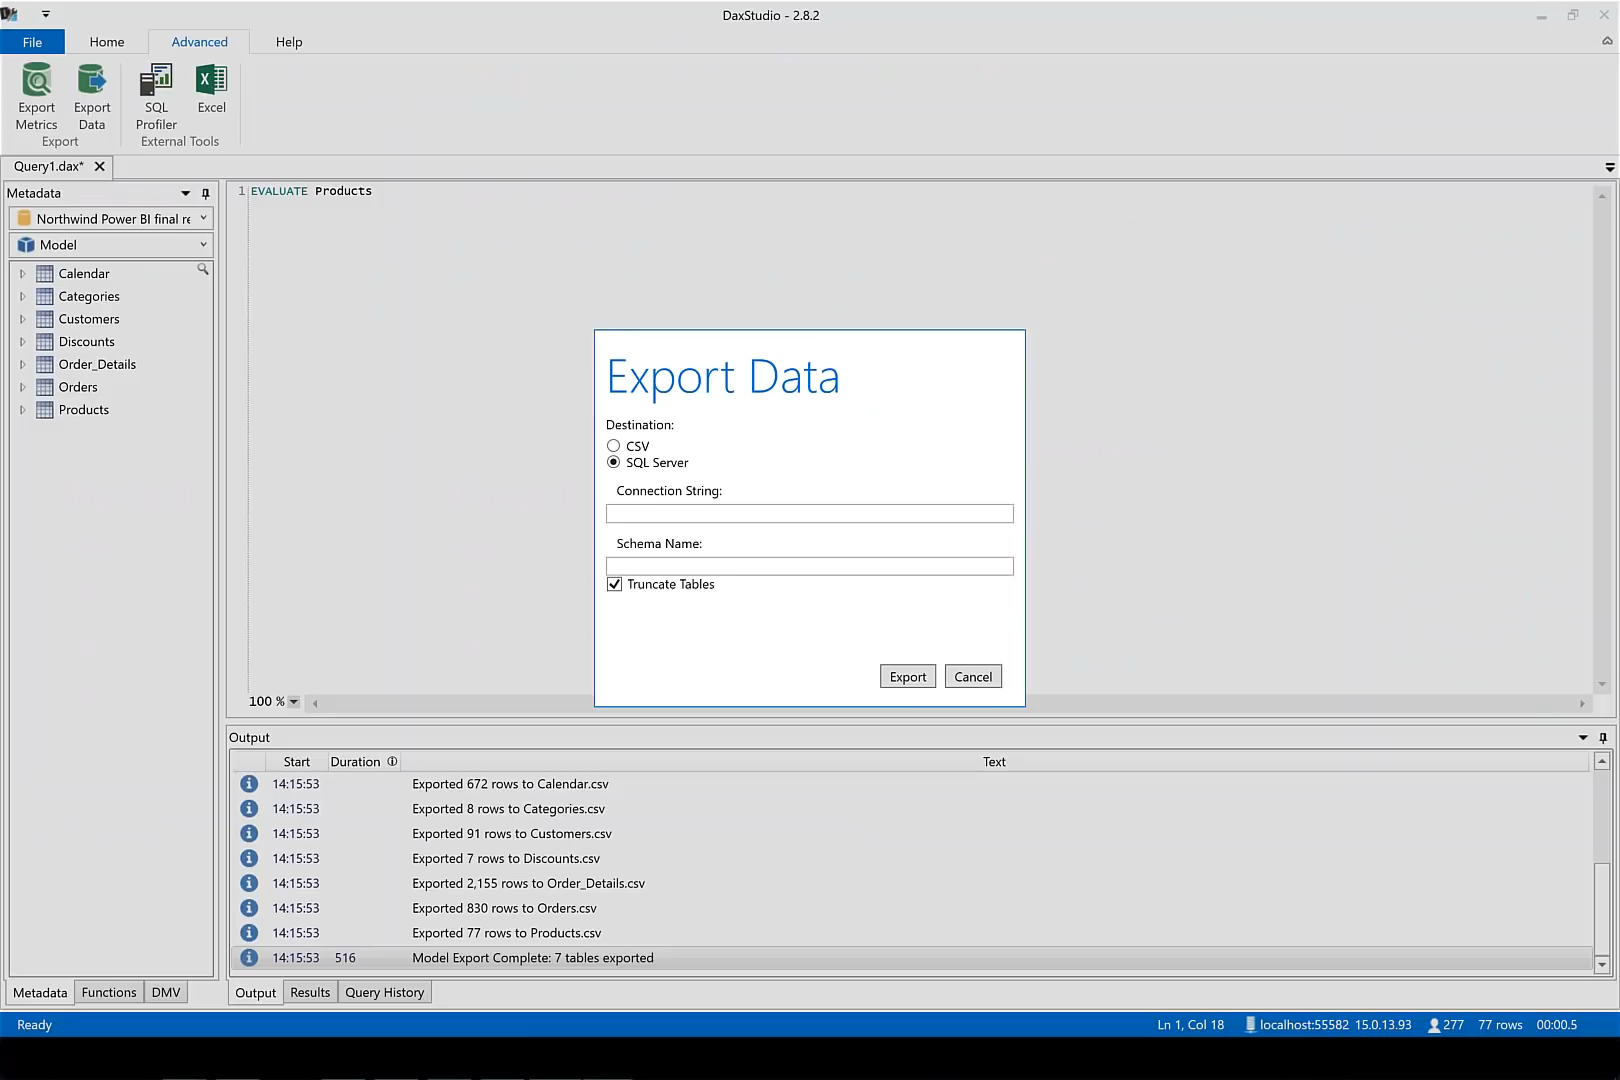 DaxStudio - 2.8.2
File Home Advanced Help
Export Metrics
Export Data
SQL Profiler
Excel
Export
External Tools
Query1.dax*
Metadata
Northwind Power BI final re
Model
Calendar
Categories
Customers
Discounts
Order_Details
Orders
Products
1 EVALUATE Products
100 %
Export Data
Destination:
CSV
SQL Server
Connection String:
Schema Name:
Truncate Tables
Export Cancel
Output
Start Duration Text
14:15:53 Exported 672 rows to Calendar.csv
14:15:53 Exported 8 rows to Categories.csv
14:15:53 Exported 91 rows to Customers.csv
14:15:53 Exported 7 rows to Discounts.csv
14:15:53 Exported 2,155 rows to Order_Details.csv
14:15:53 Exported 830 rows to Orders.csv
14:15:53 Exported 77 rows to Products.csv
14:15:53 516 Model Export Complete: 7 tables exported
Metadata Functions DMV
Output Results Query History
Ready Ln 1, Col 18 localhost:55582 15.0.13.93 277 77 rows 00:00.5